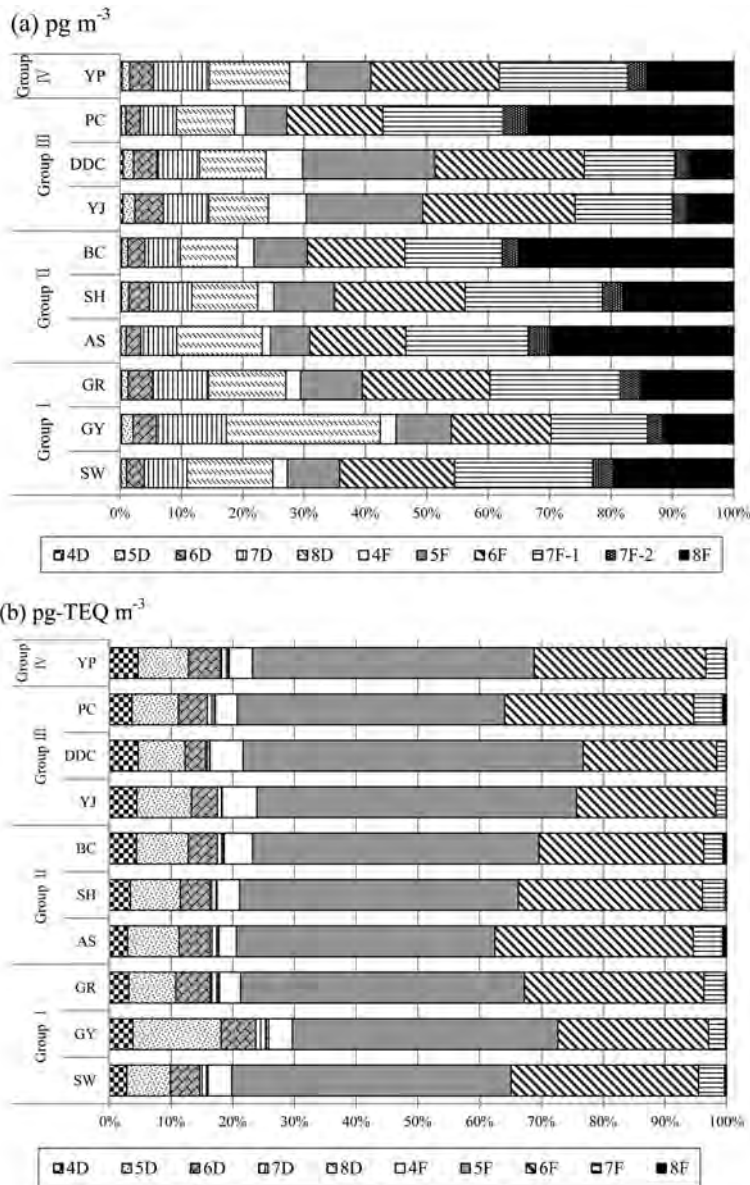 (a) pg m-3
Group IV
YP
Group III
PC
DDC
YJ
Group II
BC
SH
AS
Group I
GR
GY
SW
0% 10% 20% 30% 40% 50% 60% 70% 80% 90% 100%
4D 5D 6D 7D 8D 4F 5F 6F 7F-1 7F-2 8F
(b) pg-TEQ m-3
Group IV
YP
Group III
PC
DDC
YJ
Group II
BC
SH
AS
Group I
GR
GY
SW
0% 10% 20% 30% 40% 50% 60% 70% 80% 90% 100%
4D 5D 6D 7D 8D 4F 5F 6F 7F 8F